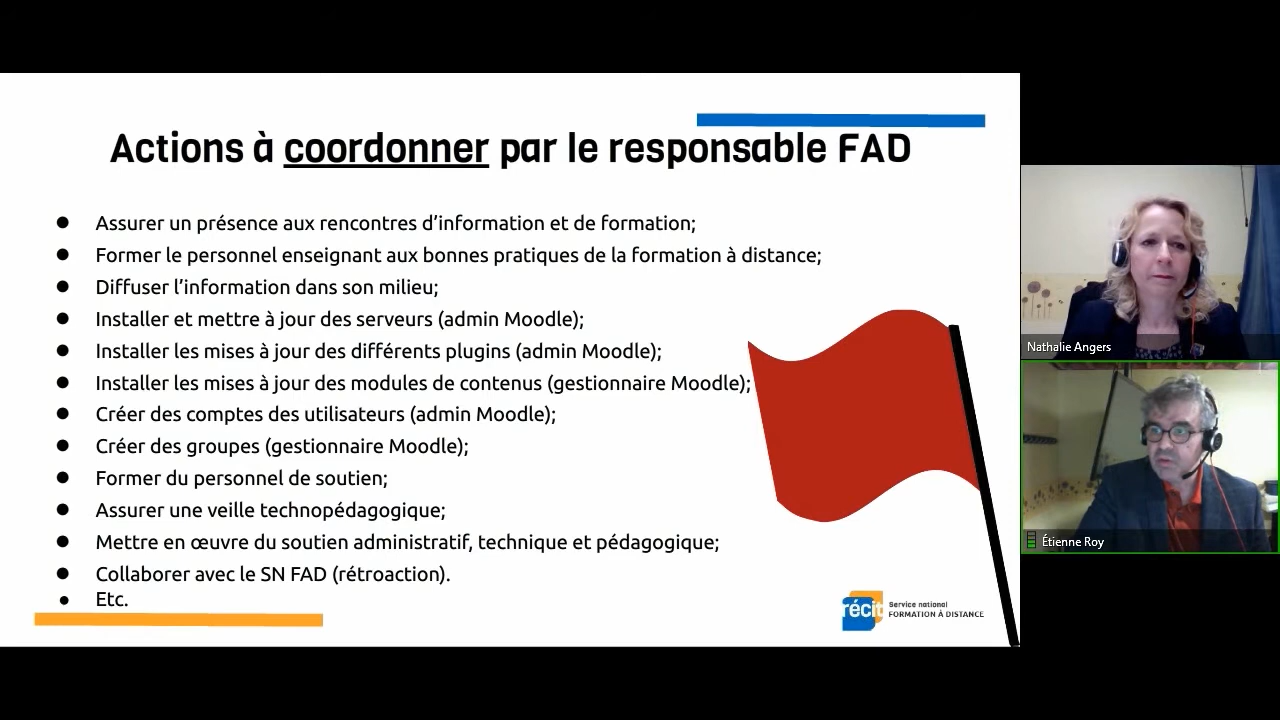 Actions à coordonner par le responsable FAD
● Assurer un présence aux rencontres d’information et de formation;
● Former le personnel enseignant aux bonnes pratiques de la formation à distance;
● Diffuser l’information dans son milieu;
● Installer et mettre à jour des serveurs (admin Moodle);
● Installer les mises à jour des différents plugins (admin Moodle);
● Installer les mises à jour des modules de contenus (gestionnaire Moodle);
● Créer des comptes des utilisateurs (admin Moodle);
● Créer des groupes (gestionnaire Moodle);
● Former du personnel de soutien;
● Assurer une veille technopédagogique;
● Mettre en œuvre du soutien administratif, technique et pédagogique;
● Collaborer avec le SN FAD (rétroaction).
● Etc.
récit
Service national
FORMATION À DISTANCE
Nathalie Angers
Étienne Roy